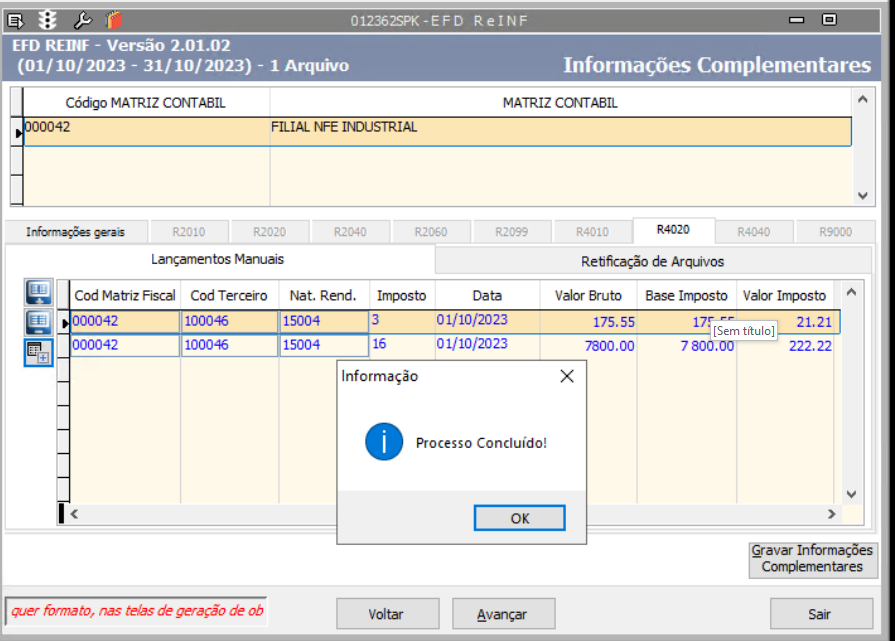 012362SPK-EFD ReINF
EFD REINF - Versão 2.01.02
(01/10/2023 - 31/10/2023) - 1 Arquivo
Informações Complementares
Código MATRIZ CONTABIL MATRIZ CONTABIL
000042 FILIAL NFE INDUSTRIAL
Informações gerais R2010 R2020 R2040 R2060 R2099 R4010 R4020 R4040 R9000
Lançamentos Manuais Retificação de Arquivos
Cod Matriz Fiscal Cod Terceiro Nat. Rend. Imposto Data Valor Bruto Base Imposto Valor Imposto
000042 100046 15004 3 01/10/2023 175.55 175.55 21.21
[Sem título]
000042 100046 15004 16 01/10/2023 7800.00 7 800.00 222.22
Informação
Processo Concluído!
OK
Gravar Informações
Complementares
quer formato, nas telas de geração de ob
Voltar Avançar Sair